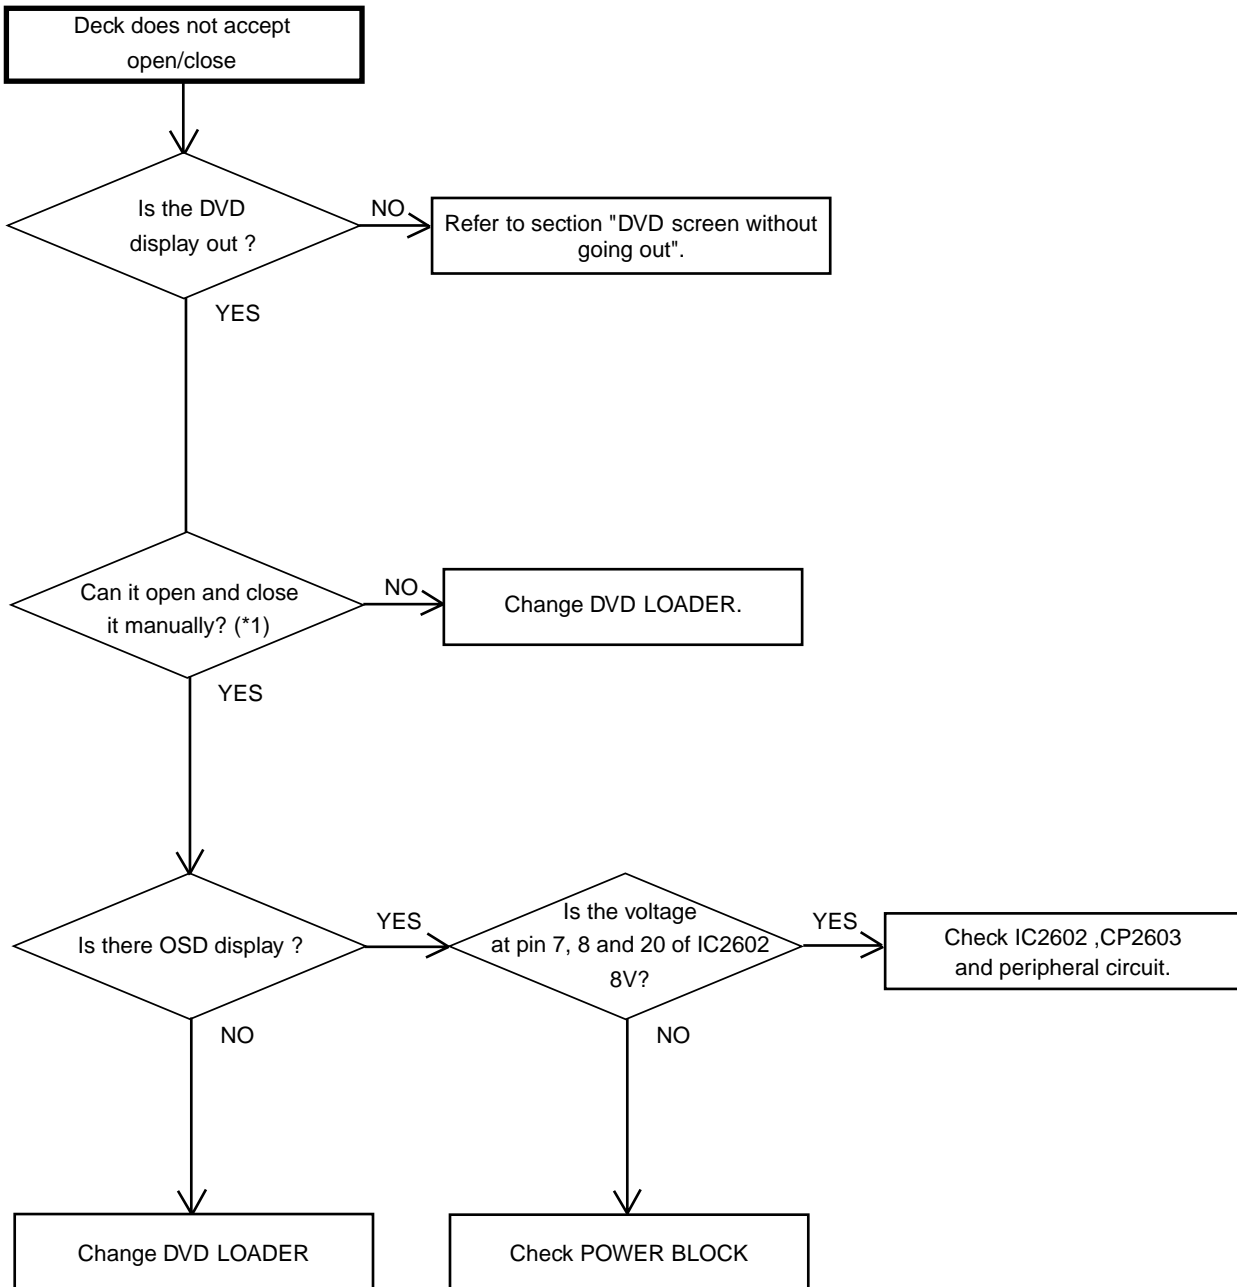 Deck does not accept
open/close
Is the DVD
display out ?
NO
Refer to section "DVD screen without
going out".
YES
Can it open and close
it manually? (*1)
NO
Change DVD LOADER.
YES
Is there OSD display ?
YES
Is the voltage
at pin 7, 8 and 20 of IC2602
8V?
YES
Check IC2602 ,CP2603
and peripheral circuit.
NO
NO
Change DVD LOADER
Check POWER BLOCK